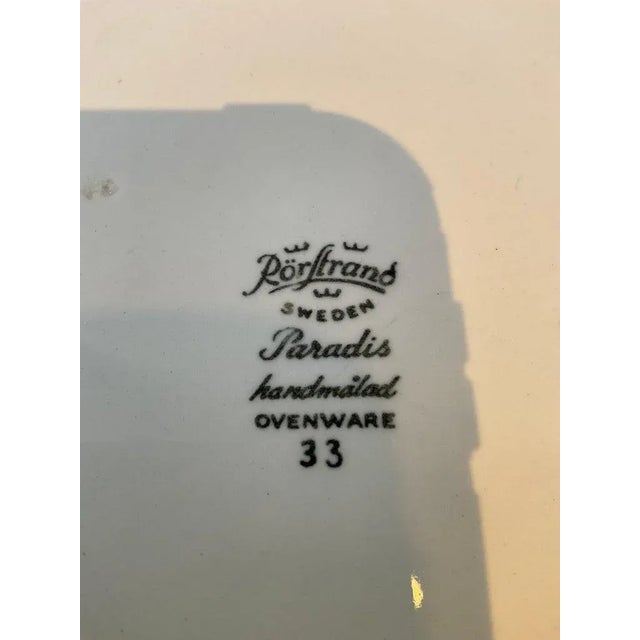 Rörstrand
SWEDEN
Paradis
handmålad
OVENWARE
33